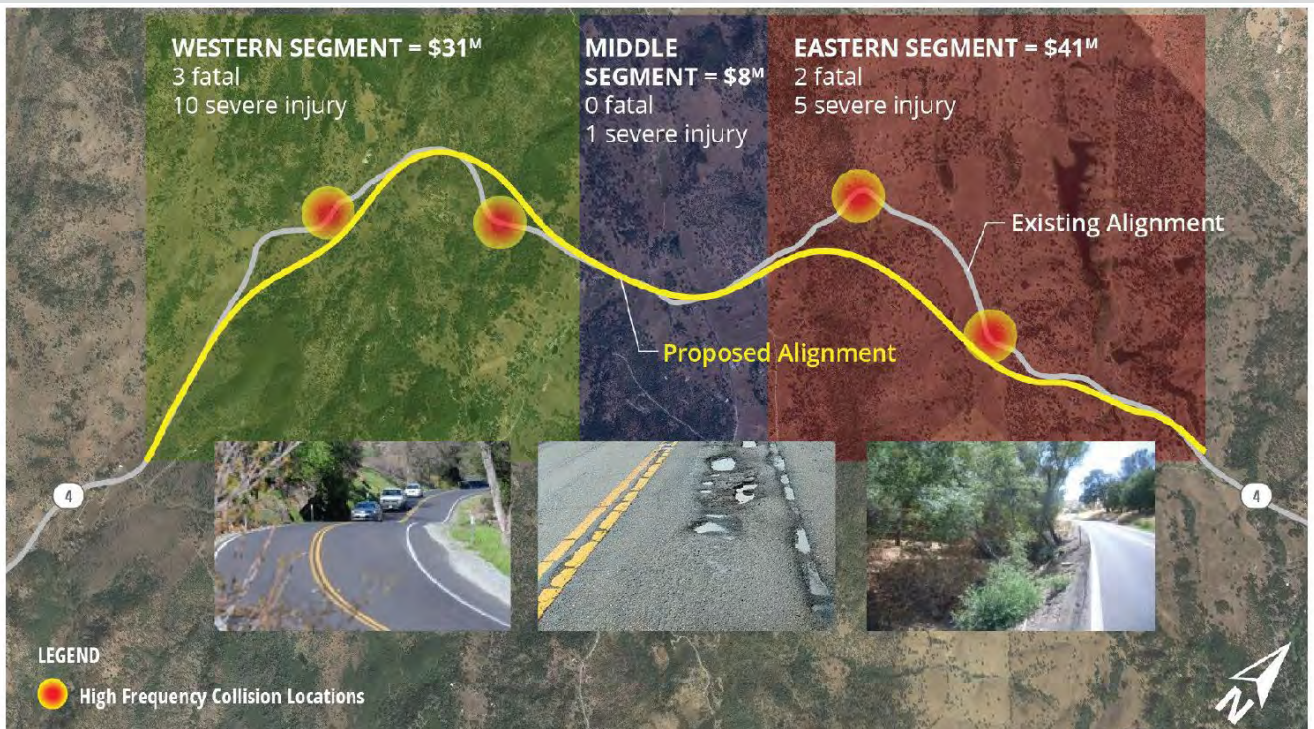 WESTERN SEGMENT = $31M
3 fatal
10 severe injury
MIDDLE
SEGMENT = $8M
0 fatal
1 severe injury
EASTERN SEGMENT = $41M
2 fatal
5 severe injury
Existing Alignment
Proposed Alignment
4
4
LEGEND
High Frequency Collision Locations
N